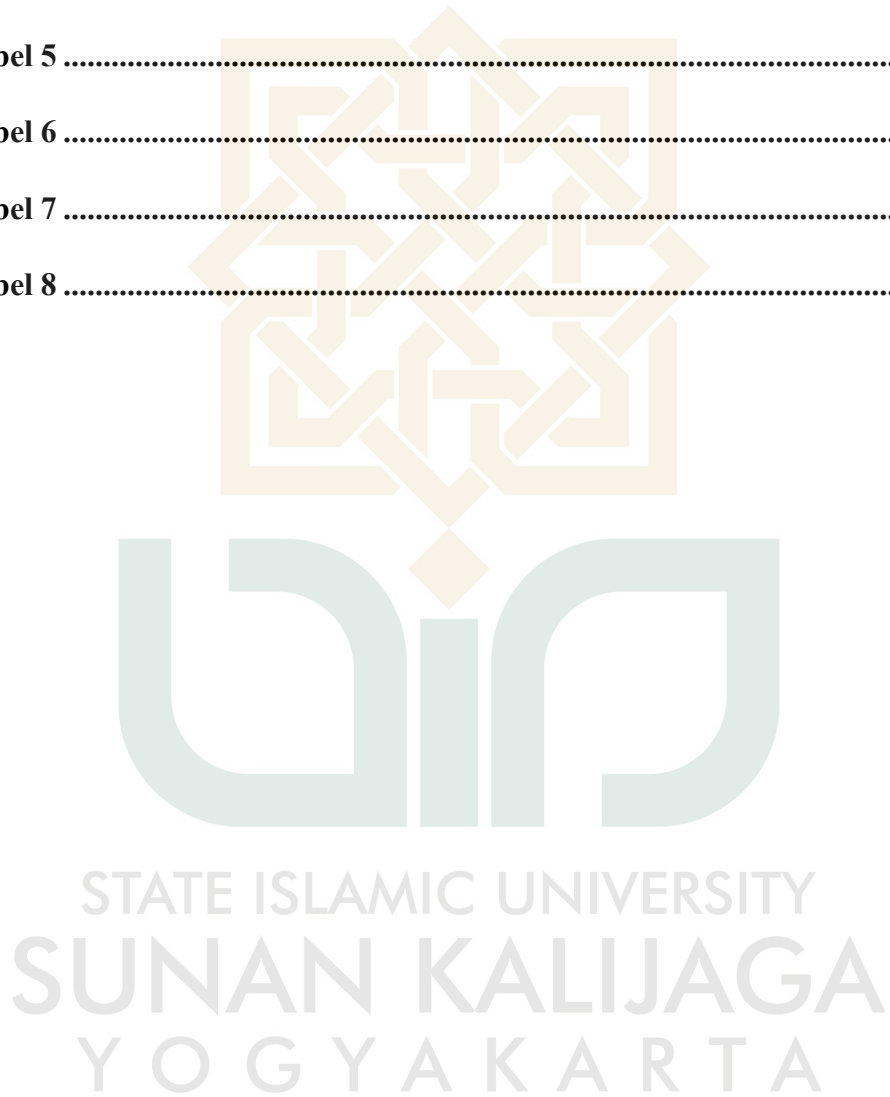 bel 5 ........................................................................................................
bel 6 ........................................................................................................
bel 7 ........................................................................................................
bel 8 ........................................................................................................
STATE ISLAMIC UNIVERSITY
SUNAN KALIJAGA
YOGYAKARTA